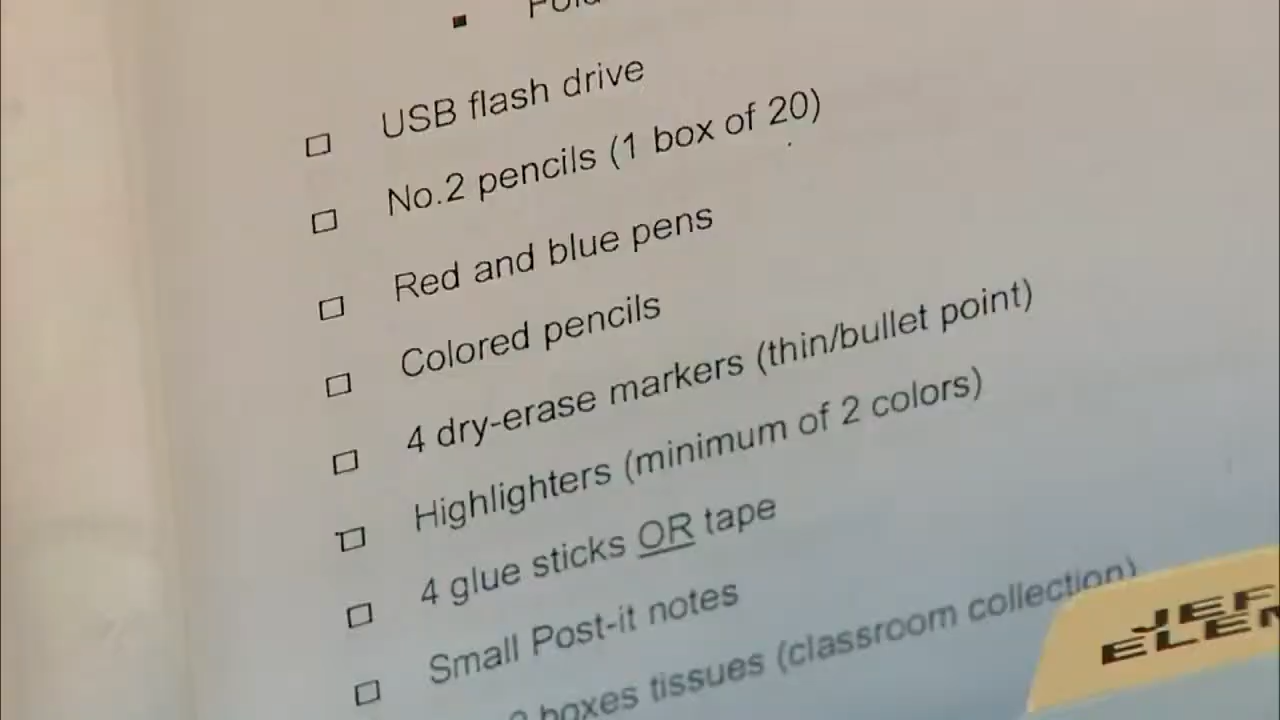 USB flash drive
No.2 pencils (1 box of 20)
Red and blue pens
Colored pencils
4 dry-erase markers (thin/bullet point)
Highlighters (minimum of 2 colors)
4 glue sticks OR tape
Small Post-it notes
boxes tissues (classroom collection)